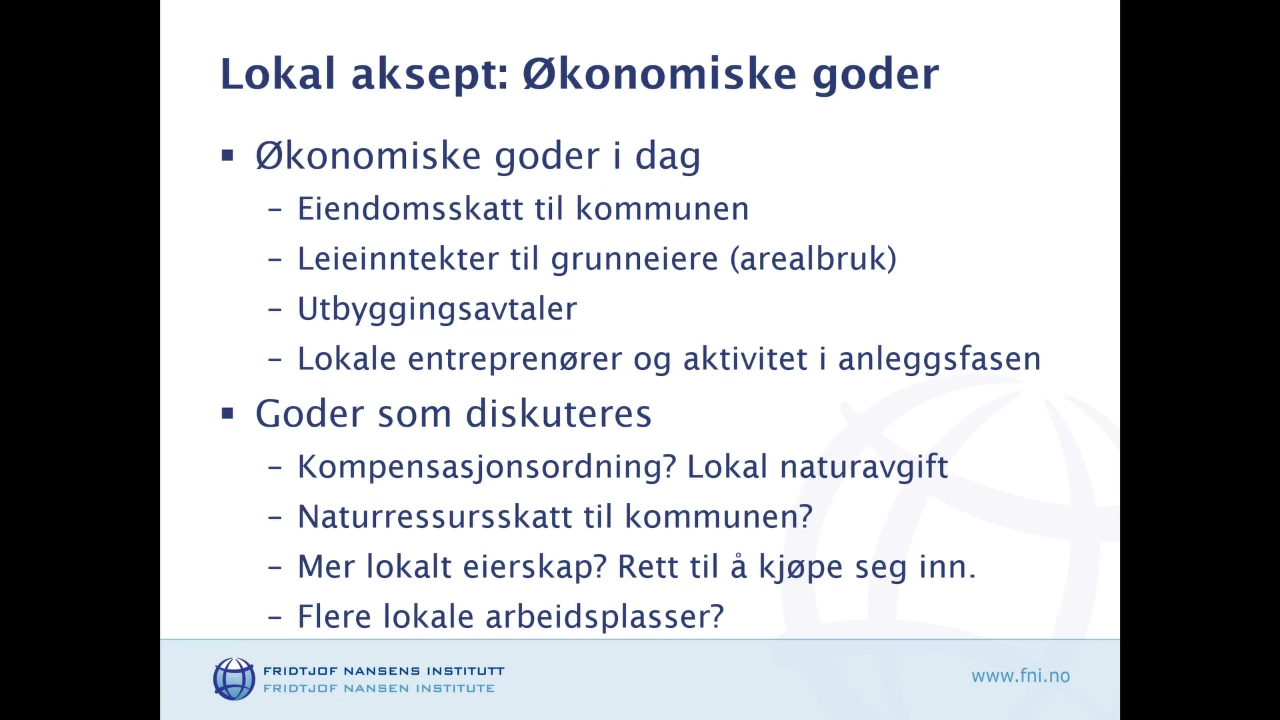 Lokal aksept: Økonomiske goder
▪ Økonomiske goder i dag
– Eiendomsskatt til kommunen
– Leieinntekter til grunneiere (arealbruk)
– Utbyggingsavtaler
– Lokale entreprenører og aktivitet i anleggsfasen
▪ Goder som diskuteres
– Kompensasjonsordning? Lokal naturavgift
– Naturressursskatt til kommunen?
– Mer lokalt eierskap? Rett til å kjøpe seg inn.
– Flere lokale arbeidsplasser?
FRIDTJOF NANSENS INSTITUTT
FRIDTJOF NANSEN INSTITUTE
www.fni.no